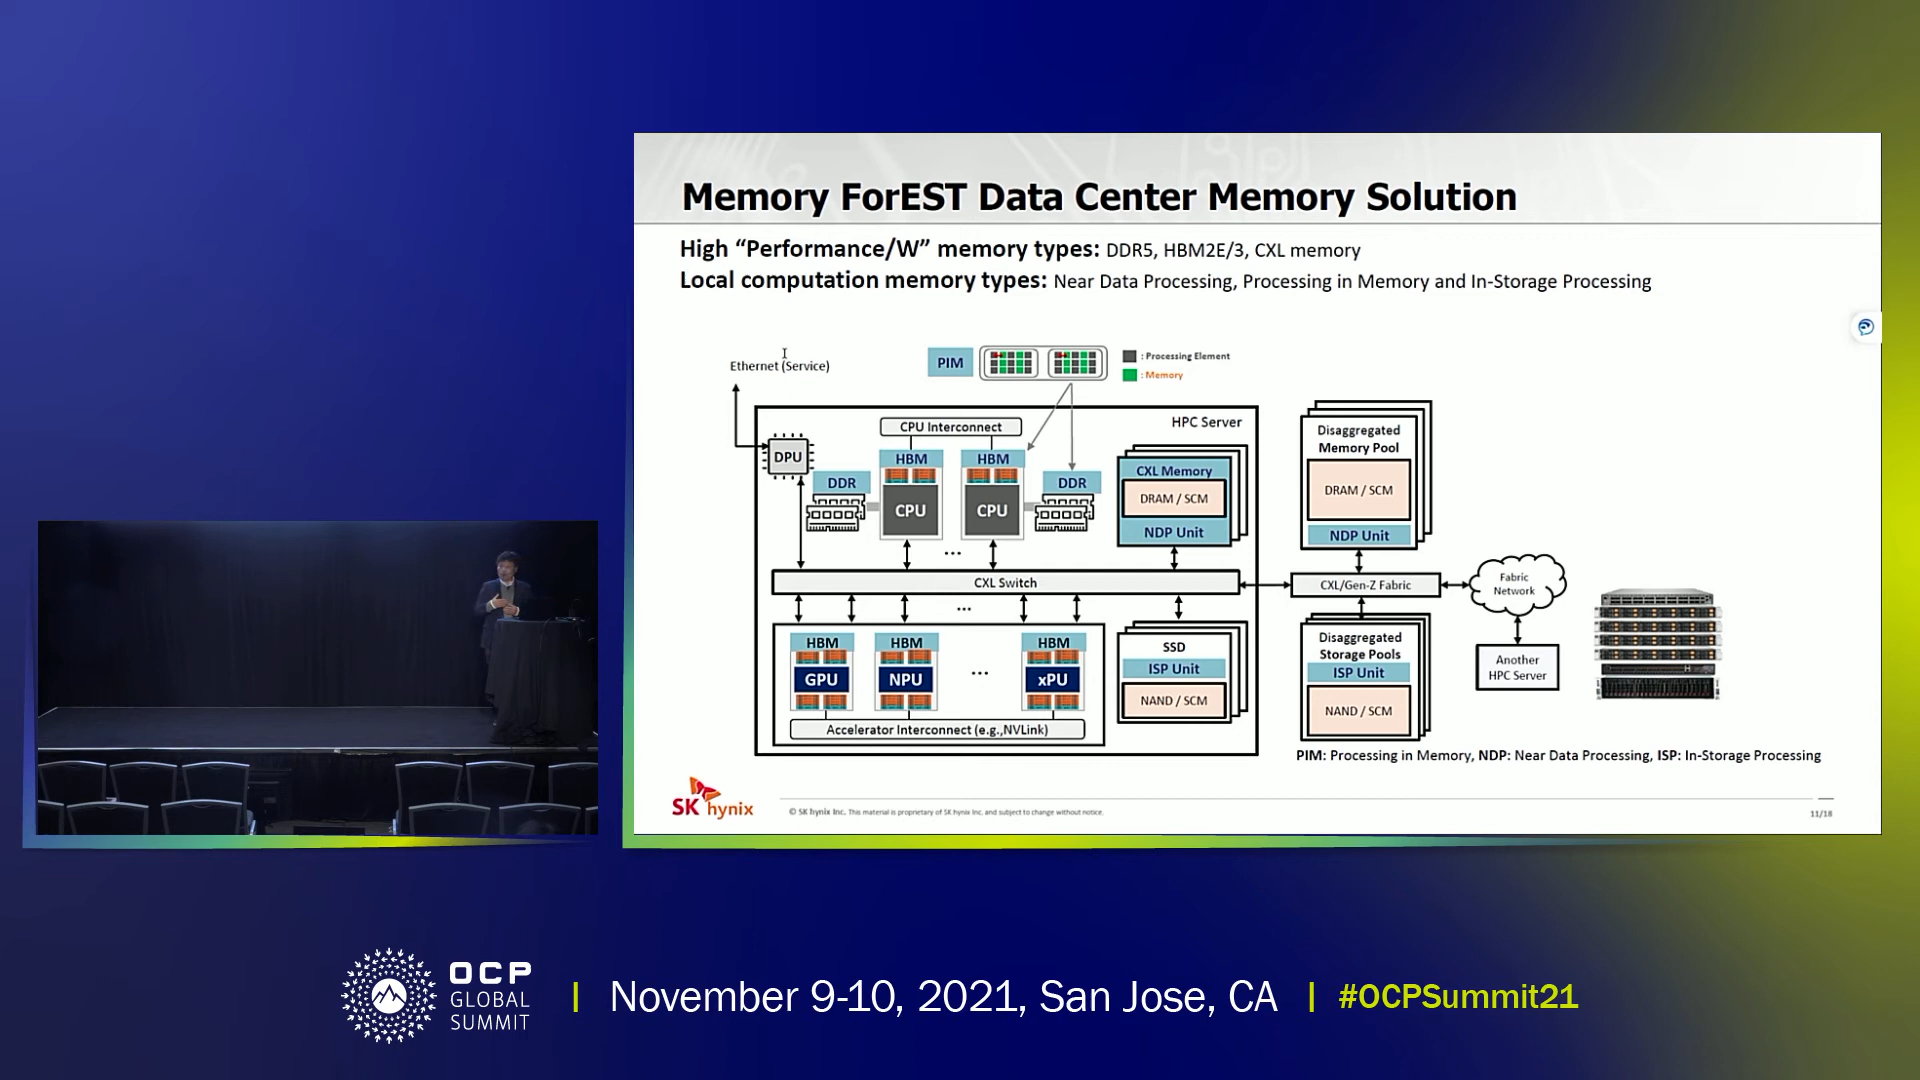 Memory ForEST Data Center Memory Solution
High “Performance/W” memory types: DDR5, HBM2E/3, CXL memory
Local computation memory types: Near Data Processing, Processing in Memory and In-Storage Processing
Ethernet (Service)
PIM
: Processing Element
: Memory
HPC Server
CPU Interconnect
DPU
HBM
HBM
DDR
DDR
CPU
CPU
...
CXL Memory
DRAM / SCM
NDP Unit
CXL Switch
...
HBM
HBM
HBM
GPU
NPU
...
xPU
Accelerator Interconnect (e.g.,NVLink)
SSD
ISP Unit
NAND / SCM
Disaggregated
Memory Pool
DRAM / SCM
NDP Unit
CXL/Gen-Z Fabric
Fabric
Network
Disaggregated
Storage Pools
ISP Unit
NAND / SCM
Another
HPC Server
PIM: Processing in Memory, NDP: Near Data Processing, ISP: In-Storage Processing
SK hynix
© SK hynix Inc. This material is proprietary of SK hynix Inc. and subject to change without notice.
11/18
OCP
GLOBAL
SUMMIT
November 9-10, 2021, San Jose, CA
#OCPSummit21